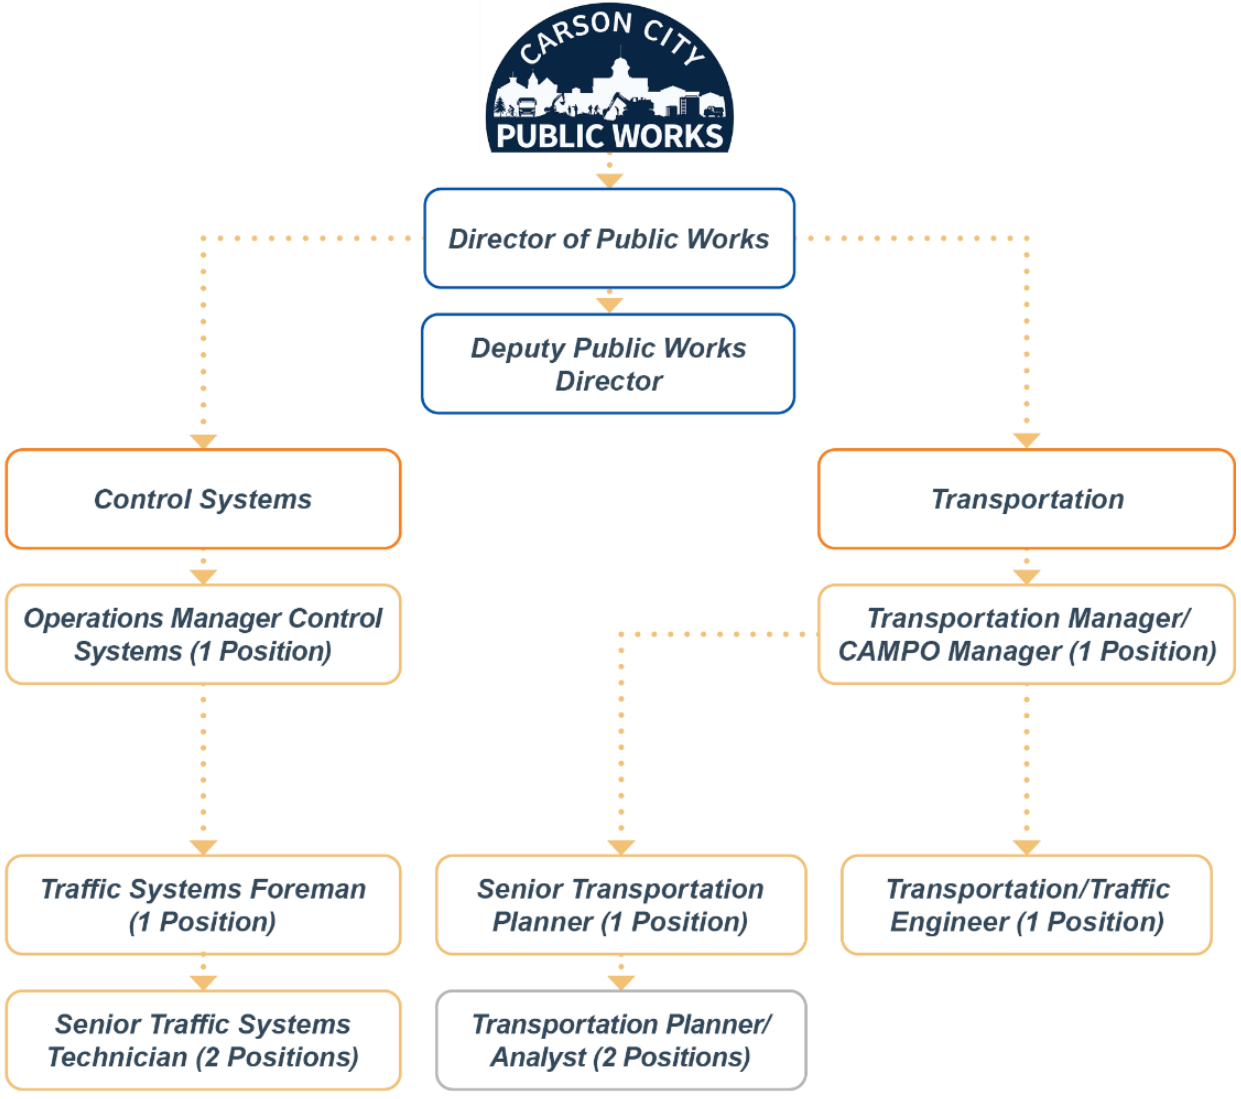 CARSON CITY
PUBLIC WORKS
Director of Public Works
Deputy Public Works
Director
Control Systems
Transportation
Operations Manager Control
Systems (1 Position)
Transportation Manager/
CAMPO Manager (1 Position)
Traffic Systems Foreman
(1 Position)
Senior Transportation
Planner (1 Position)
Transportation/Traffic
Engineer (1 Position)
Senior Traffic Systems
Technician (2 Positions)
Transportation Planner/
Analyst (2 Positions)